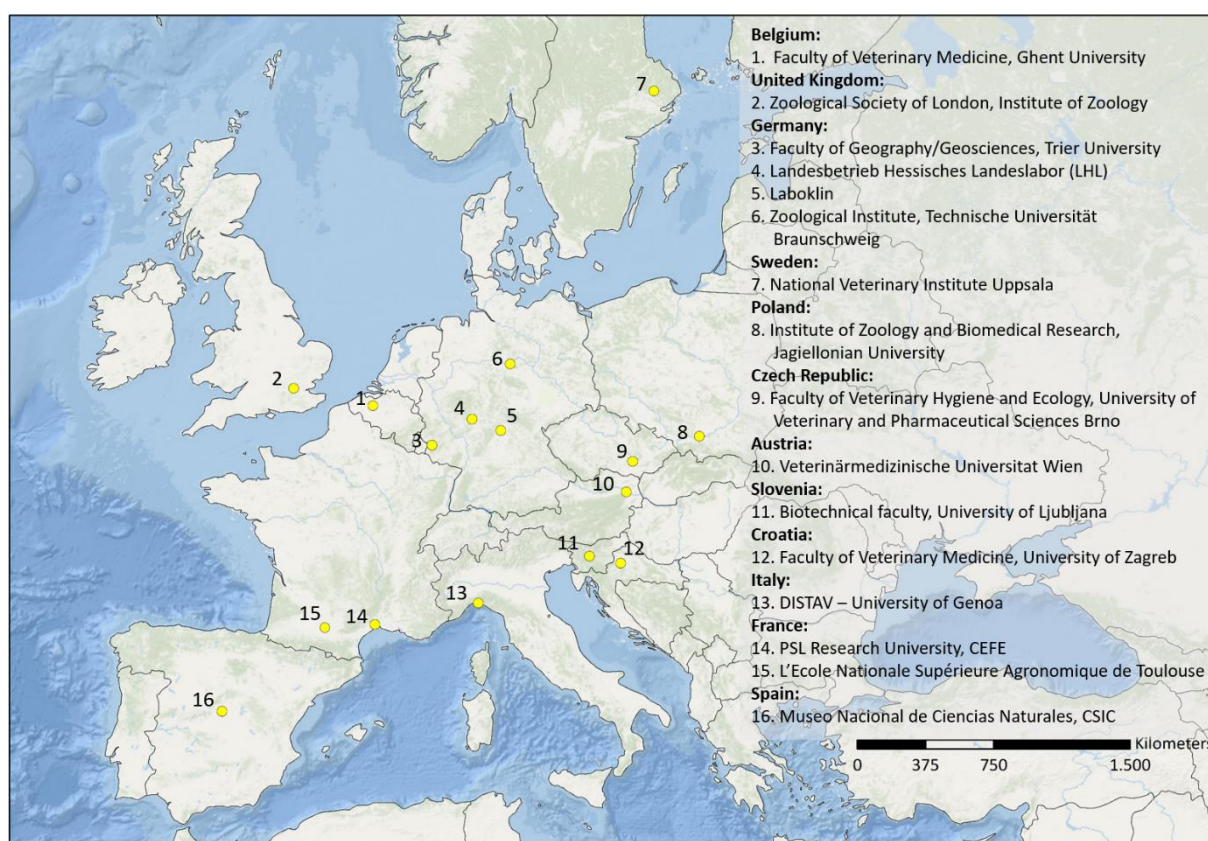 Belgium:
1. Faculty of Veterinary Medicine, Ghent University
United Kingdom:
2. Zoological Society of London, Institute of Zoology
Germany:
3. Faculty of Geography/Geosciences, Trier University
4. Landesbetrieb Hessisches Landeslabor (LHL)
5. Laboklin
6. Zoological Institute, Technische Universität
Braunschweig
Sweden:
7. National Veterinary Institute Uppsala
Poland:
8. Institute of Zoology and Biomedical Research,
Jagiellonian University
Czech Republic:
9. Faculty of Veterinary Hygiene and Ecology, University of
Veterinary and Pharmaceutical Sciences Brno
Austria:
10. Veterinärmedizinische Universitat Wien
Slovenia:
11. Biotechnical faculty, University of Ljubljana
Croatia:
12. Faculty of Veterinary Medicine, University of Zagreb
Italy:
13. DISTAV – University of Genoa
France:
14. PSL Research University, CEFE
15. L'Ecole Nationale Supérieure Agronomique de Toulouse
Spain:
16. Museo Nacional de Ciencias Naturales, CSIC
Kilometers
0 375 750 1.500
7
6
2
1
4
5
3
8
9
10
11
12
13
15
14
16